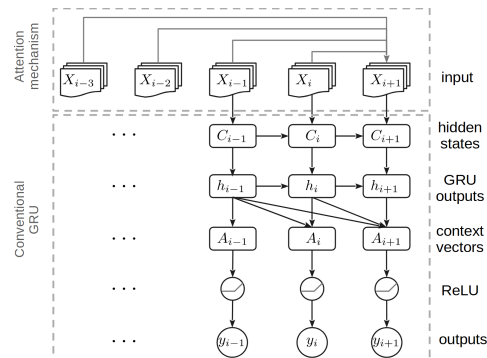 Attention
mechanism
X_{i-3} X_{i-2} X_{i-1} X_i X_{i+1} input
Conventional
GRU
... C_{i-1} C_i C_{i+1} hidden
states
... h_{i-1} h_i h_{i+1} GRU
outputs
... A_{i-1} A_i A_{i+1} context
vectors
... ReLU
... y_{i-1} y_i y_{i+1} outputs